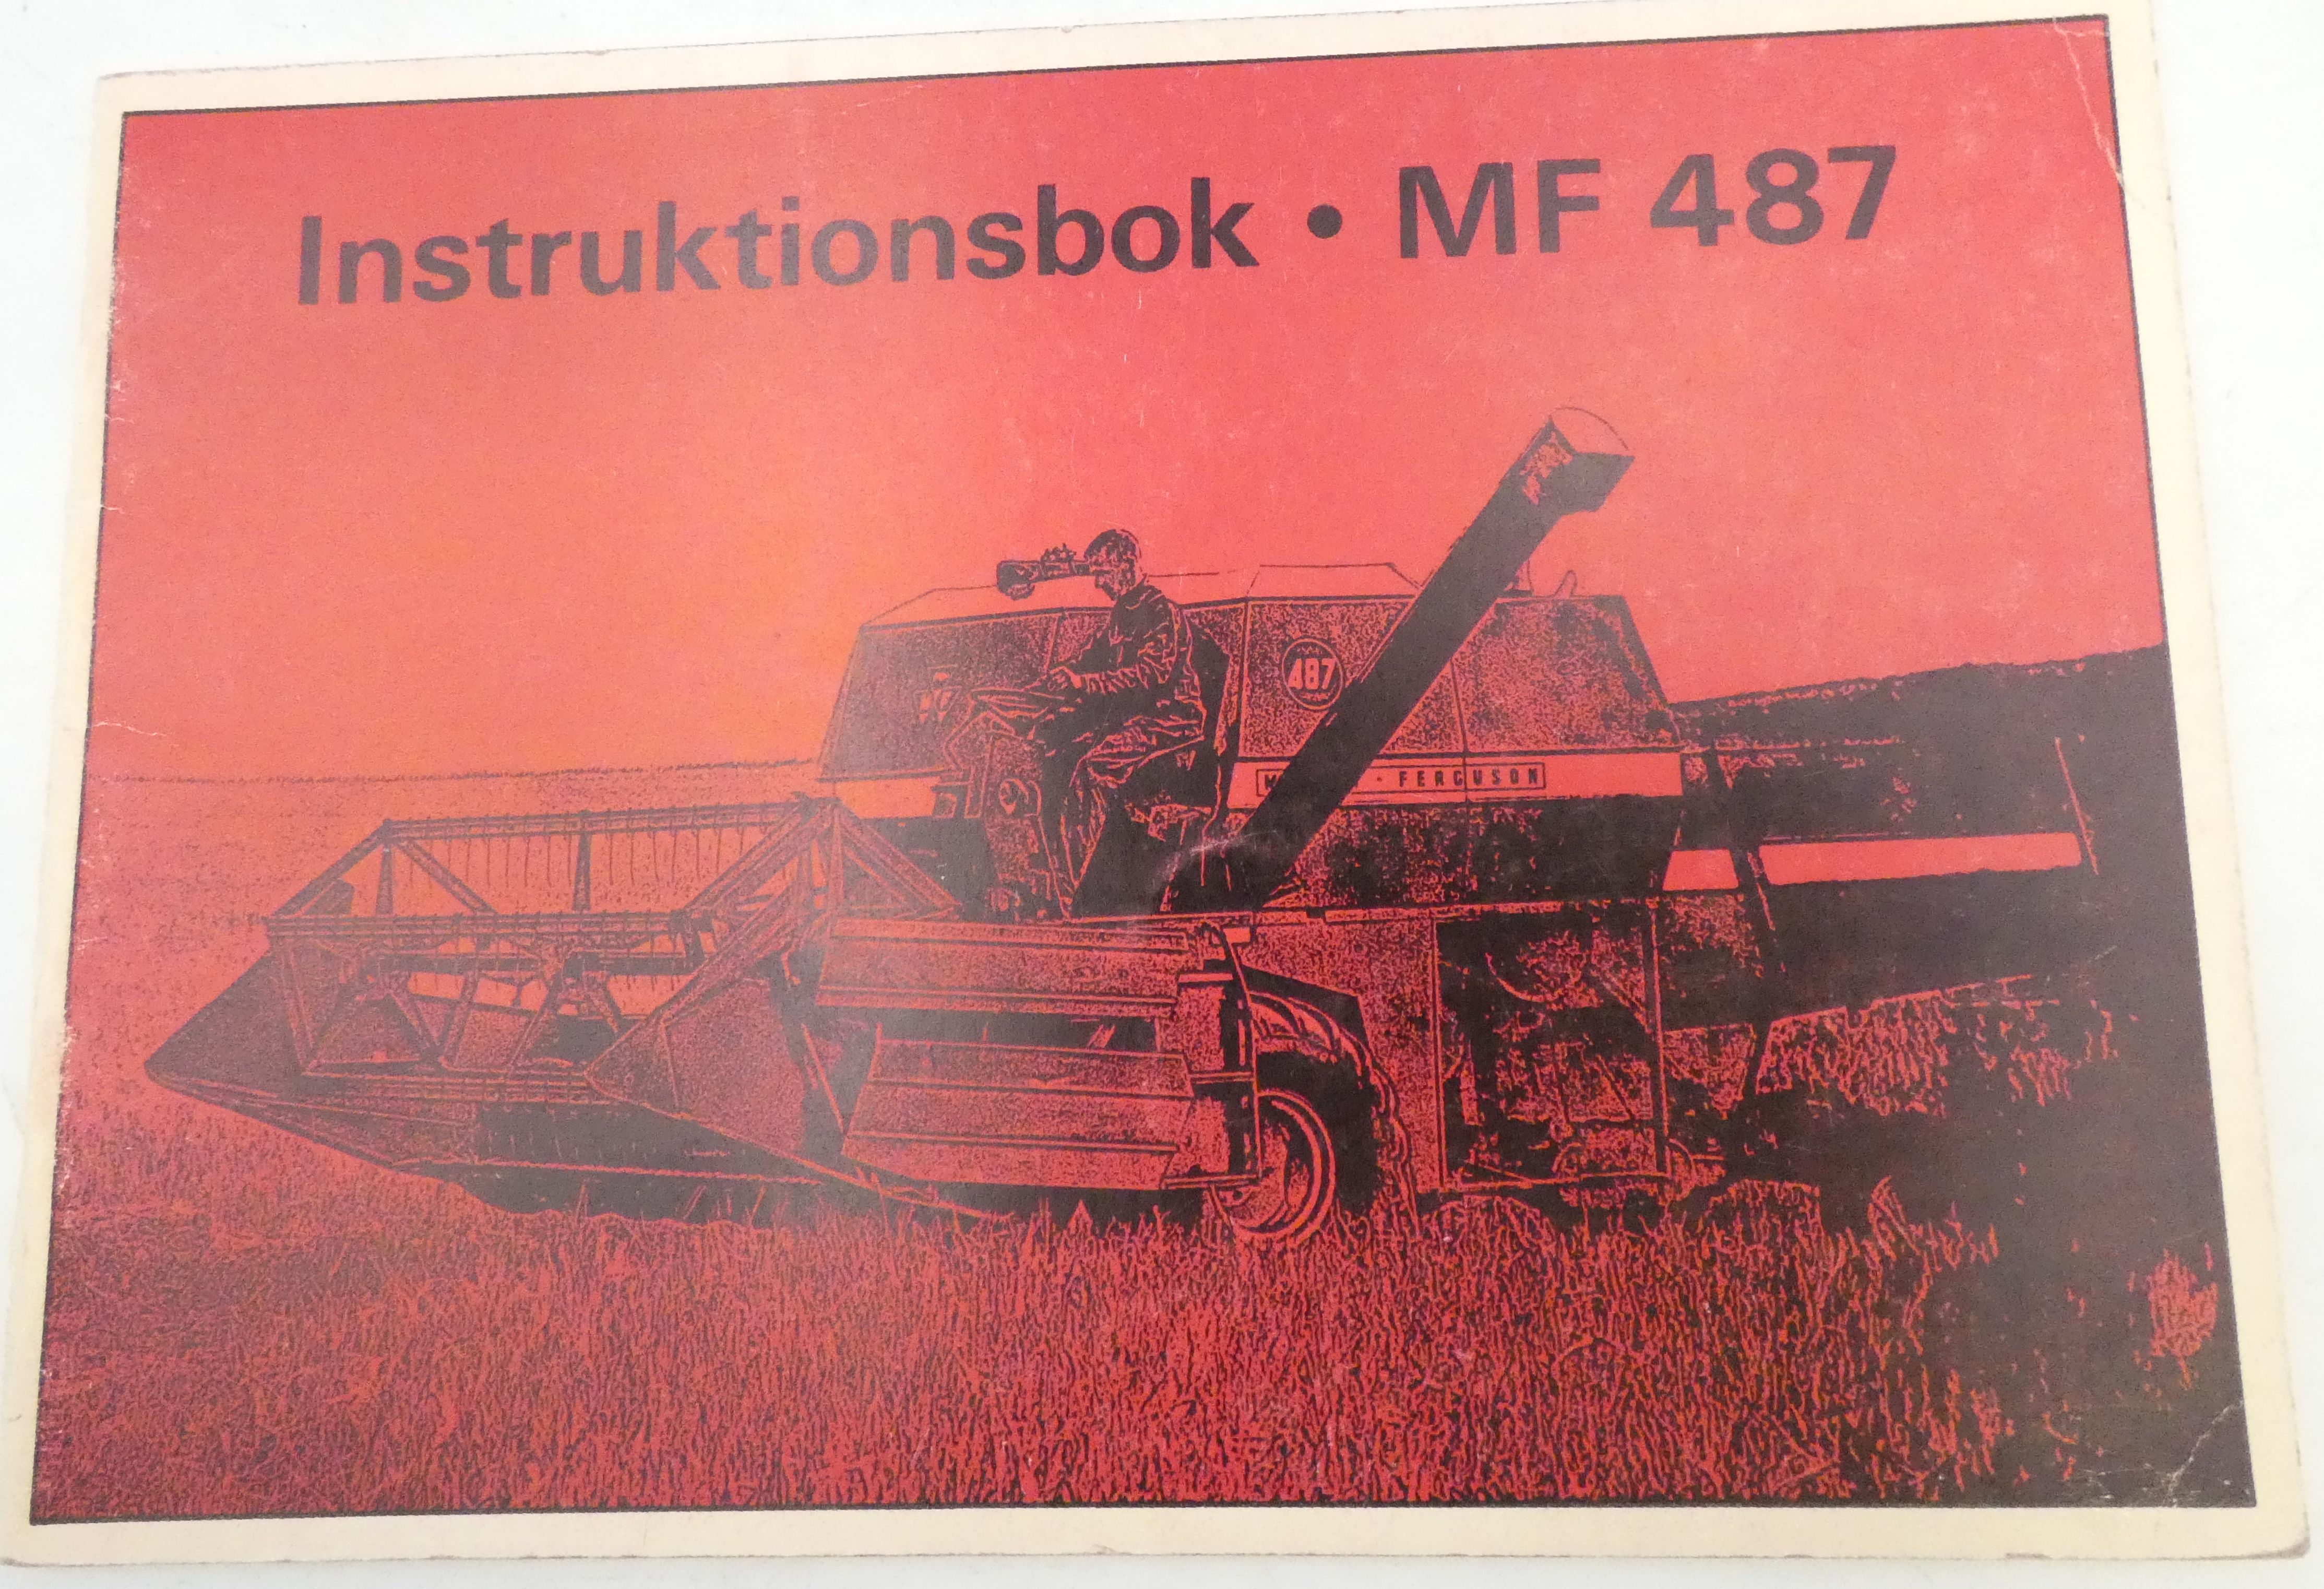 Instruktionsbok • MF 487
487
FERGUSON